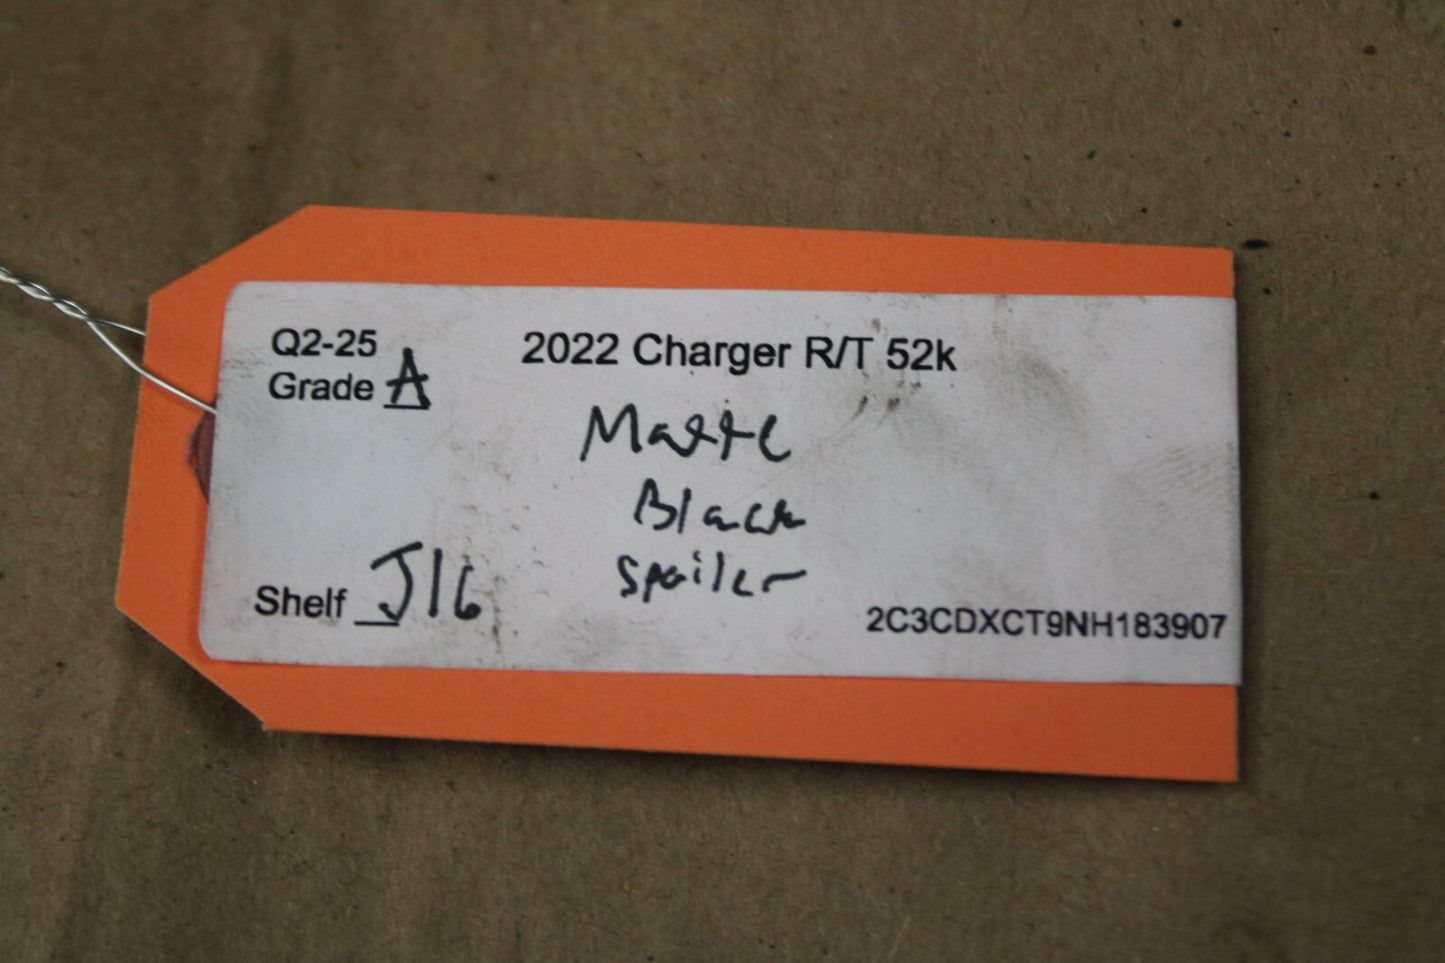 Q2-25
Grade A
2022 Charger R/T 52k
Matte
Black
Spoiler
Shelf J16
2C3CDXCT9NH183907